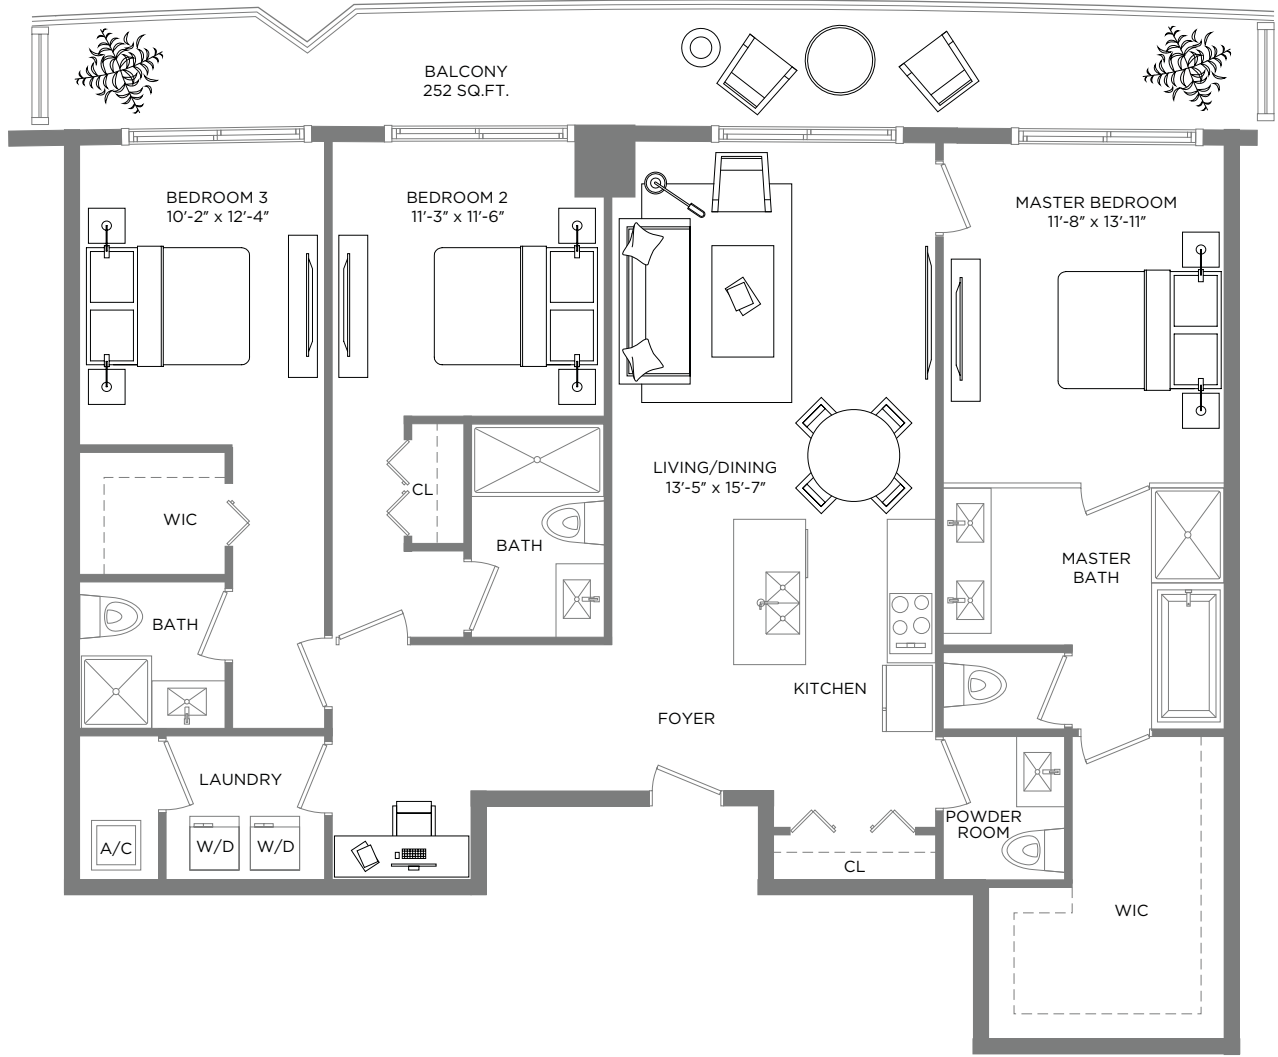 BALCONY
252 SQ.FT.
BEDROOM 3
10'-2" x 12'-4"
BEDROOM 2
11'-3" x 11'-6"
MASTER BEDROOM
11'-8" x 13'-11"
LIVING/DINING
13'-5" x 15'-7"
CL
WIC
BATH
MASTER
BATH
BATH
KITCHEN
FOYER
LAUNDRY
POWDER
ROOM
A/C
W/D
W/D
CL
WIC